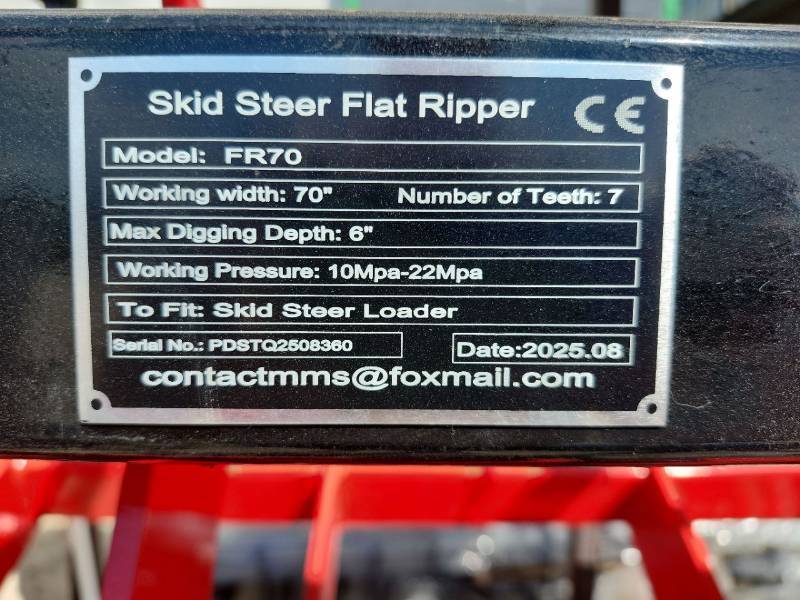 Skid Steer Flat Ripper CE
Model: FR70
Working width: 70" Number of Teeth: 7
Max Digging Depth: 6"
Working Pressure: 10Mpa-22Mpa
To Fit: Skid Steer Loader
Serial No.: PDSTQ2508360 Date:2025.08
contactmms@foxmail.com